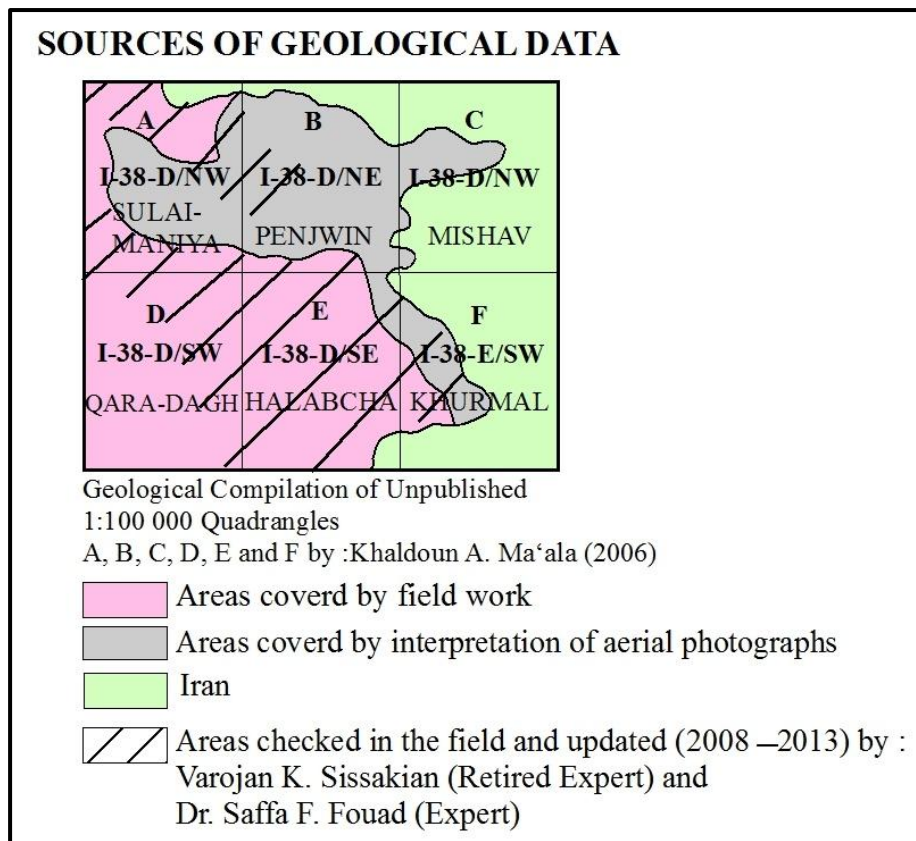 SOURCES OF GEOLOGICAL DATA
A
B
C
I-38-D/NW
I-38-D/NE
I-38-D/NW
SULAI-
MANIYA
PENJWIN
MISHAV
D
E
F
I-38-D/SW
I-38-D/SE
I-38-E/SW
QARA-DAGH
HALABCHA
KHURMAL
Geological Compilation of Unpublished
1:100 000 Quadrangles
A, B, C, D, E and F by :Khaldoun A. Ma‘ala (2006)
Areas coverd by field work
Areas coverd by interpretation of aerial photographs
Iran
Areas checked in the field and updated (2008 –2013) by :
Varojan K. Sissakian (Retired Expert) and
Dr. Saffa F. Fouad (Expert)